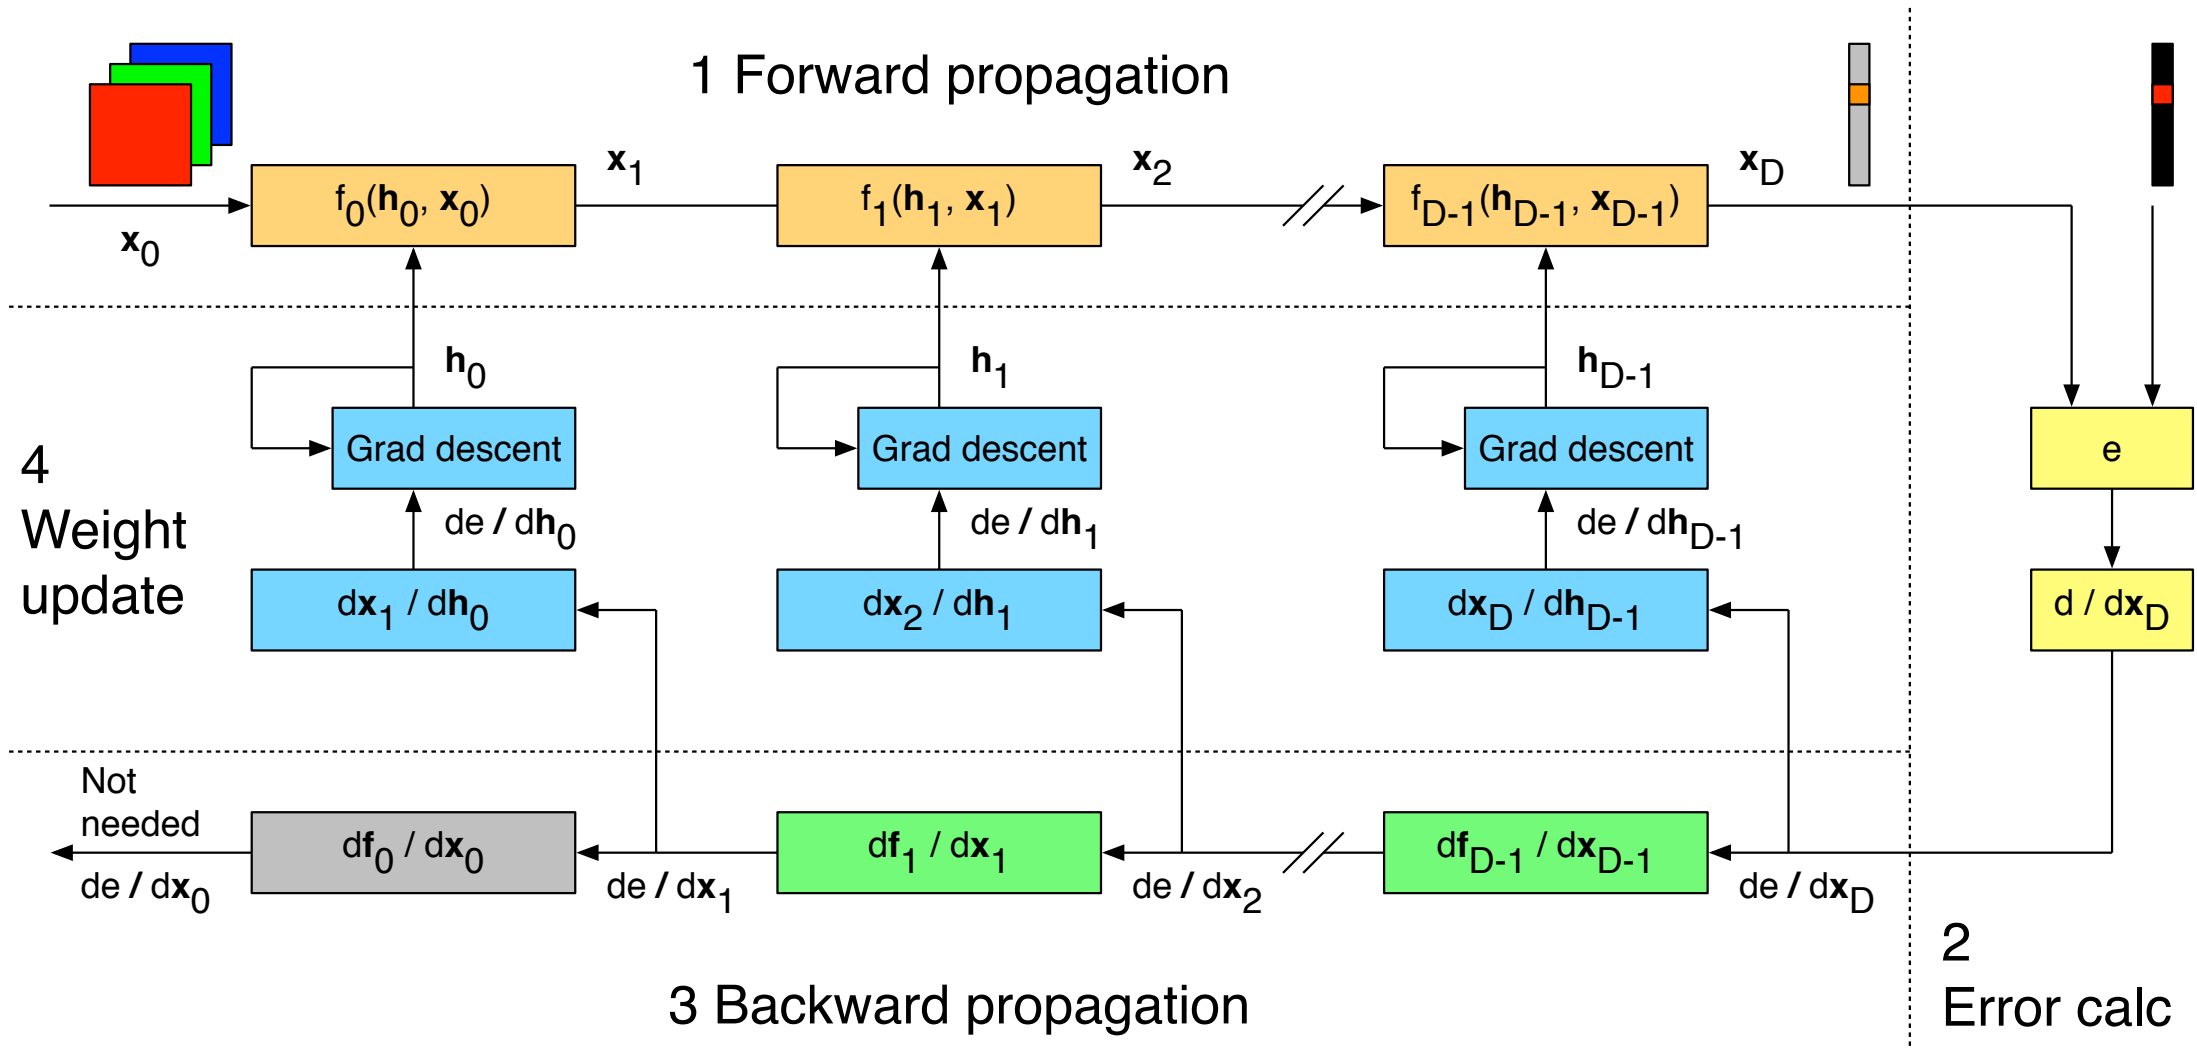 1 Forward propagation
x0
f0(h0, x0)
x1
f1(h1, x1)
x2
fD-1(hD-1, xD-1)
xD
4
Weight
update
h0
Grad descent
de / dh0
dx1 / dh0
h1
Grad descent
de / dh1
dx2 / dh1
hD-1
Grad descent
de / dhD-1
dxD / dhD-1
e
d / dxD
Not
needed
de / dx0
df0 / dx0
de / dx1
df1 / dx1
de / dx2
dfD-1 / dxD-1
de / dxD
3 Backward propagation
2
Error calc